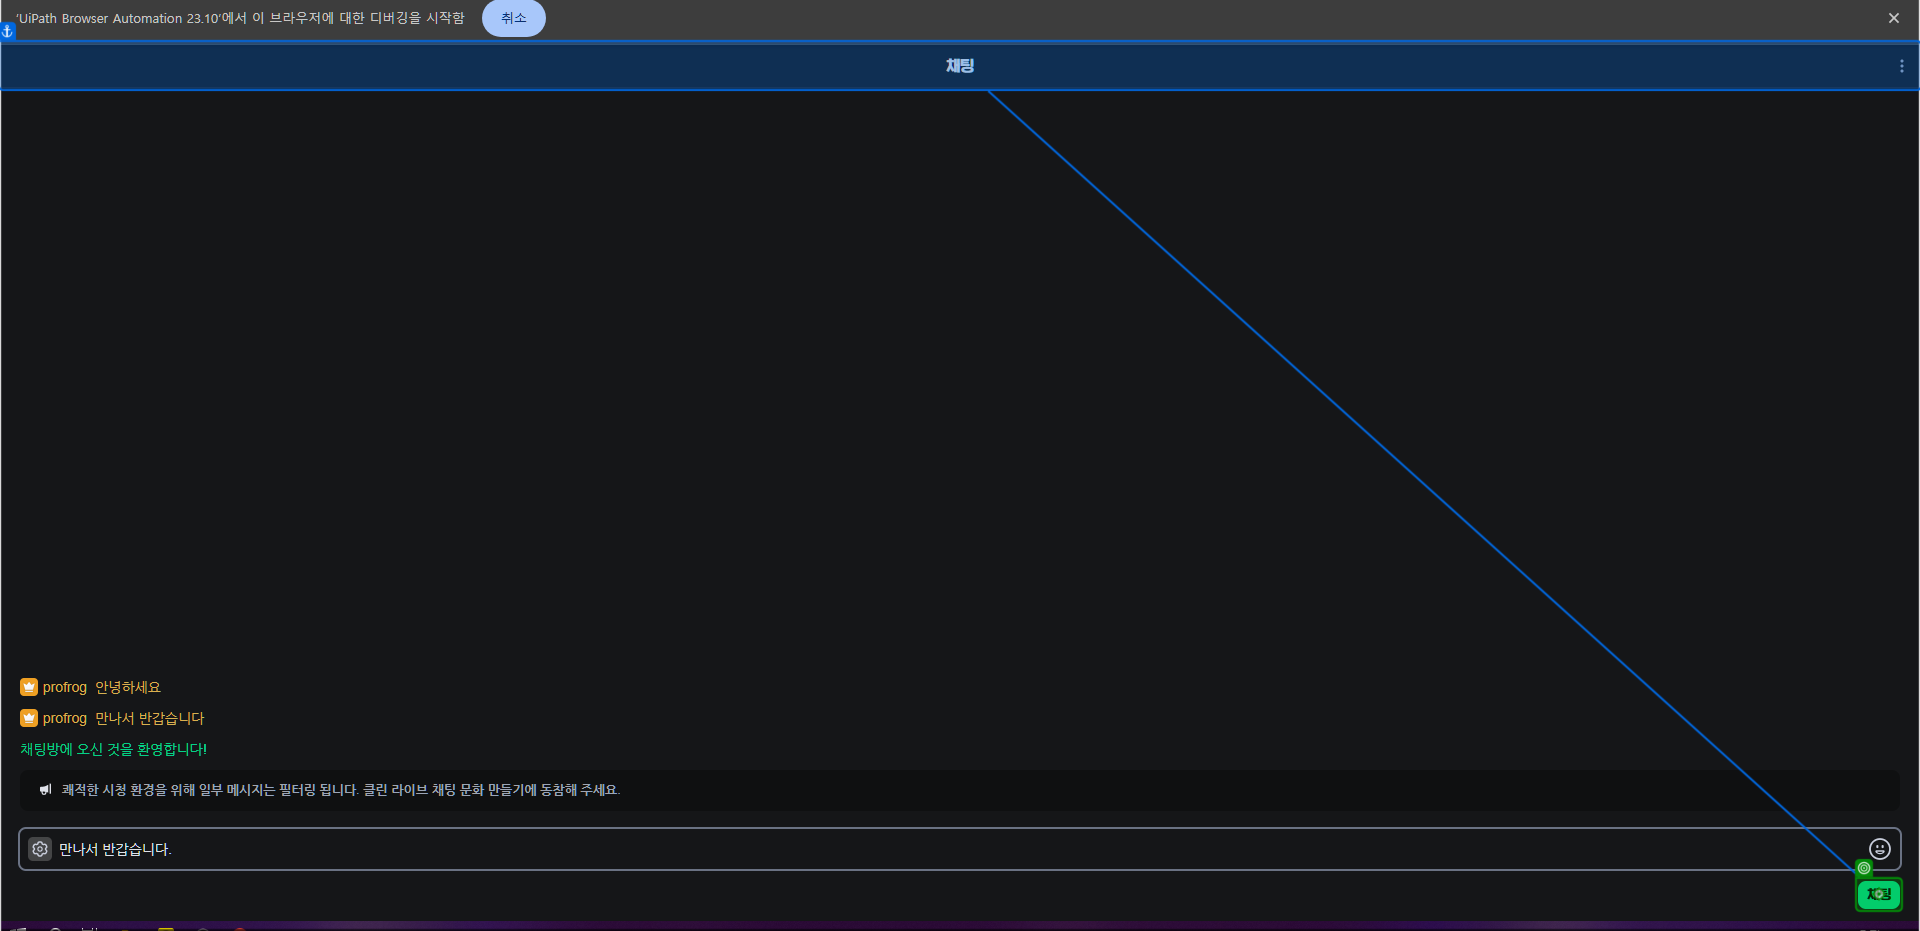 'UiPath Browser Automation 23.10'에서 이 브라우저에 대한 디버깅을 시작함 취소
채팅
profrog 안녕하세요
profrog 만나서 반갑습니다
채팅방에 오신 것을 환영합니다!
쾌적한 시청 환경을 위해 일부 메시지는 필터링 됩니다. 클린 라이브 채팅 문화 만들기에 동참해 주세요.
만나서 반갑습니다.
채팅